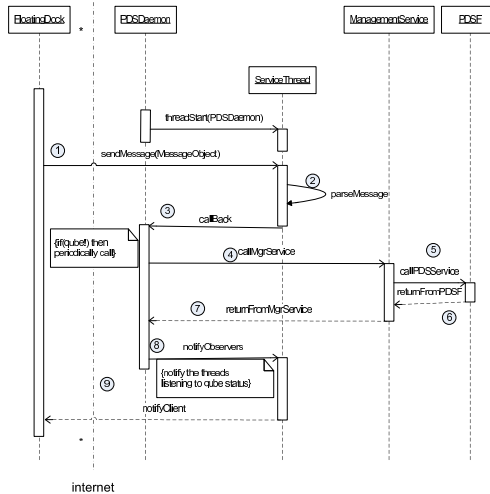 FloatingDock
PDSDaemon
ManagementService
PDSF
*
ServiceThread
threadStart(PDSDaemon)
1
sendMessage(MessageObject)
2
parseMessage
3
callBack
{if(qube!) then
periodically call}
4
callMgrService
5
callPDSService
returnFromPDSF
6
7
returnFromMgrService
8
notifyObservers
{notify the threads
listening to qube status}
9
notifyClient
*
internet